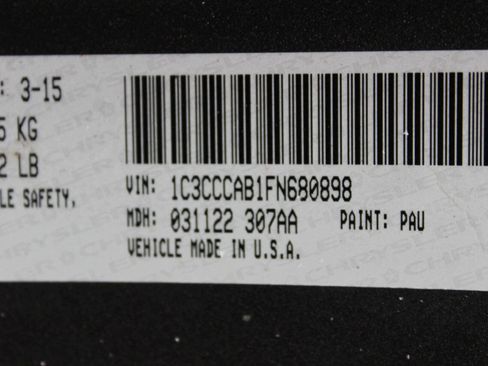 : 3-15
5 KG
2 LB
LE SAFETY,
VIN: 1C3CCCAB1FN680898
MDH: 031122 307AA PAINT: PAU
VEHICLE MADE IN U.S.A.